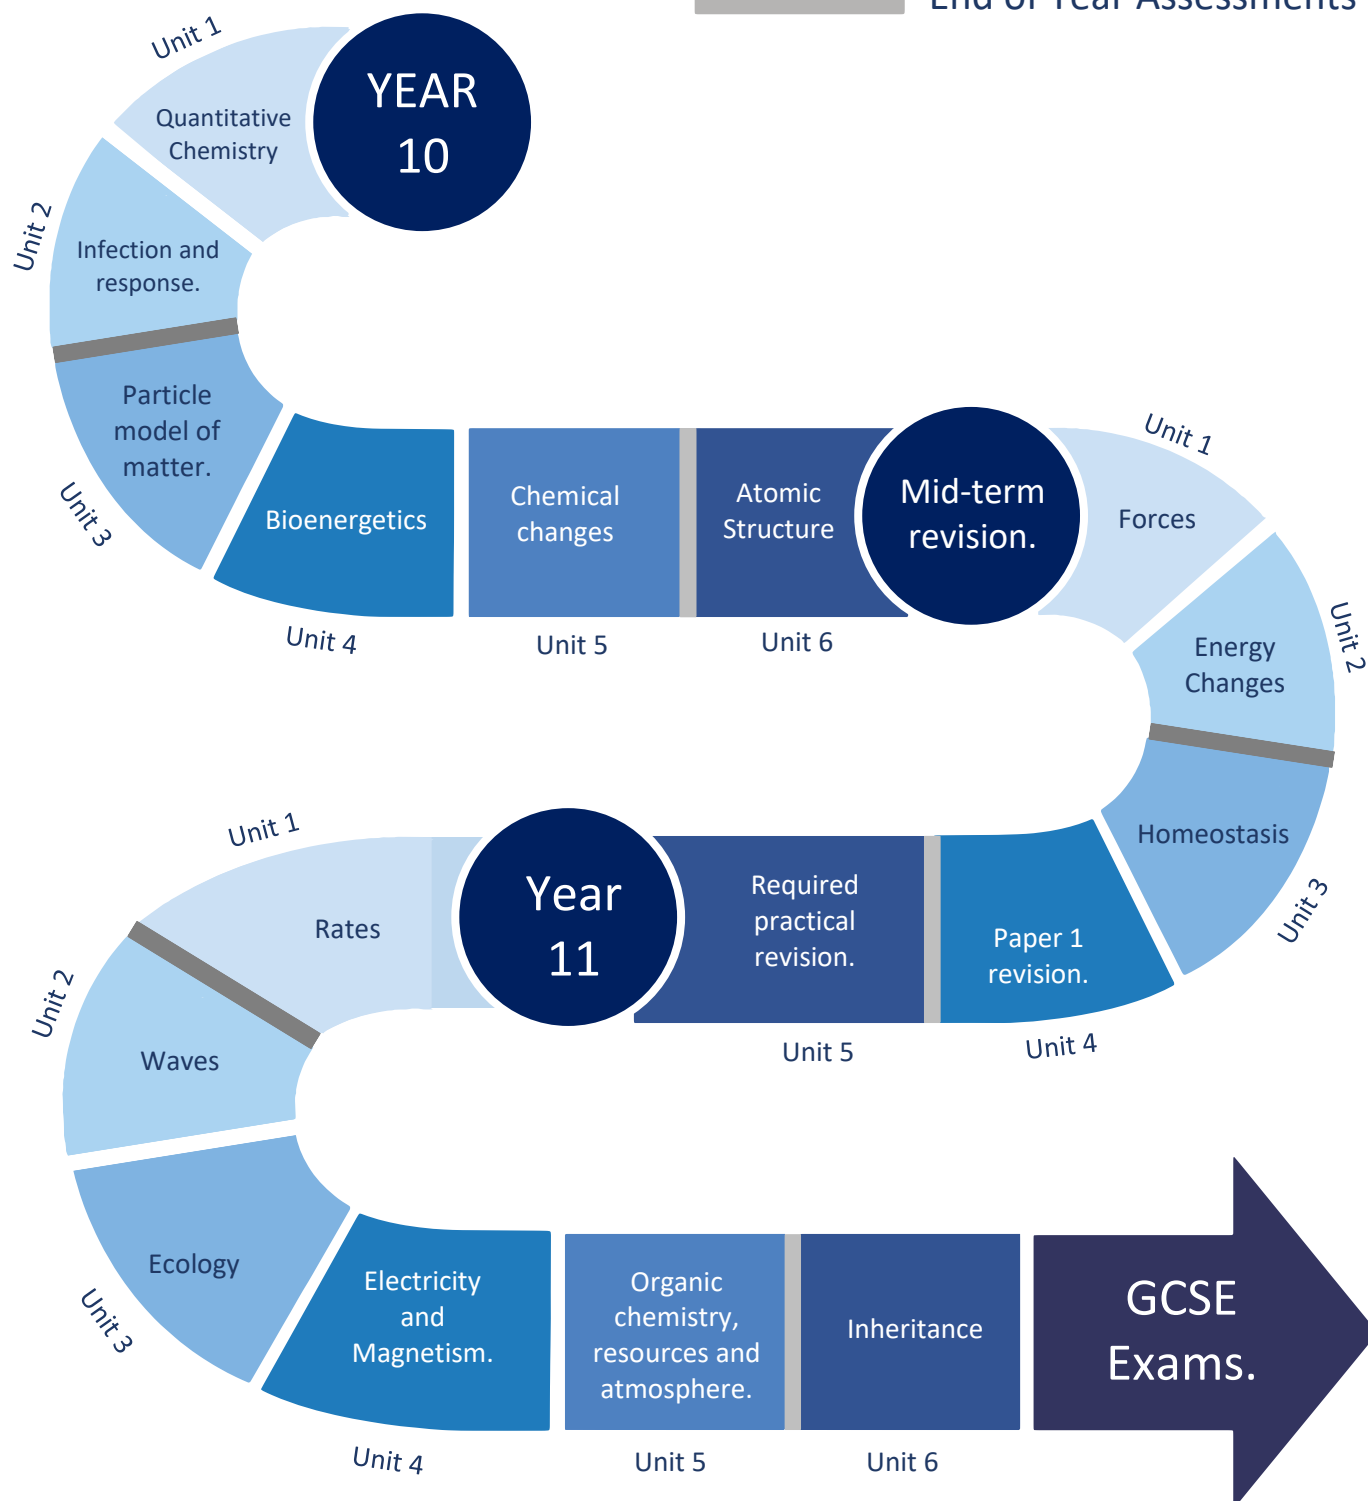 End of Year Assessments
Unit 1
YEAR
10
Quantitative
Chemistry
Unit 2
Infection and
response.
Particle
model of
matter.
Unit 3
Bioenergetics
Unit 4
Chemical
changes
Unit 5
Atomic
Structure
Unit 6
Mid-term
revision.
Unit 1
Forces
Unit 2
Energy
Changes
Homeostasis
Unit 3
Paper 1
revision.
Unit 4
Required
practical
revision.
Unit 5
Year
11
Unit 1
Rates
Unit 2
Waves
Ecology
Unit 3
Electricity
and
Magnetism.
Unit 4
Organic
chemistry,
resources and
atmosphere.
Unit 5
Inheritance
Unit 6
GCSE
Exams.